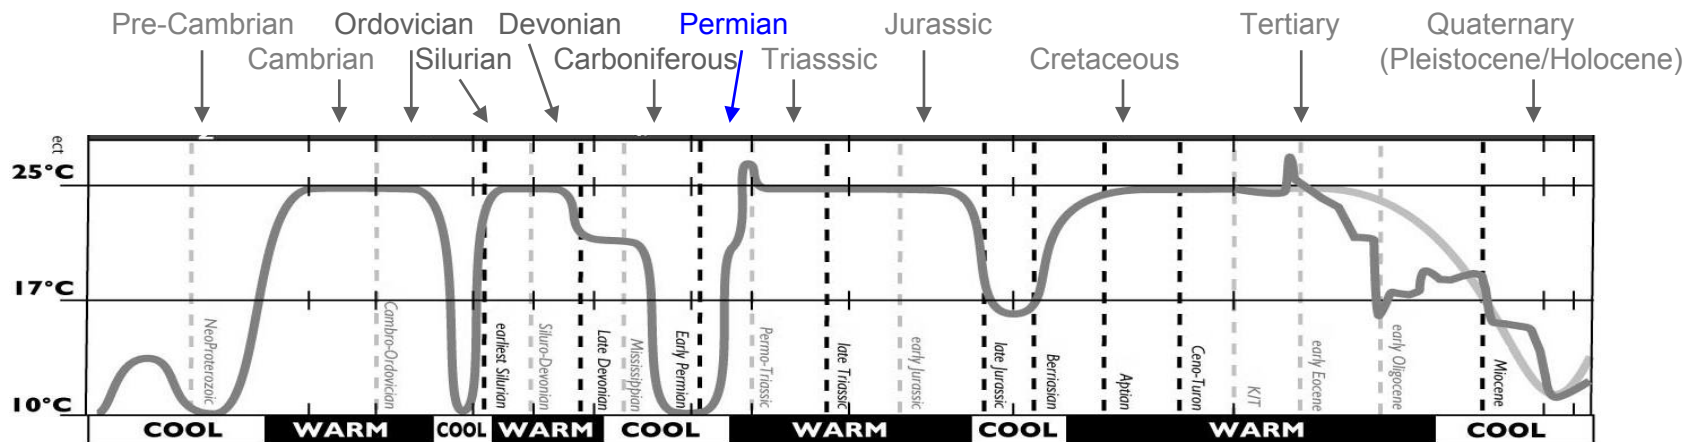 Pre-Cambrian Ordovician Devonian Permian Jurassic Tertiary Quaternary
Cambrian Silurian Carboniferous Triasssic Cretaceous (Pleistocene/Holocene)
ect
25°C
17°C
10°C
NeoProterozoic
Cambro-Ordovician
earliest Silurian
Siluro-Devonian
Late Devonian
Mississippian
Early Permian
Permo-Triassic
late Triassic
early Jurassic
late Jurassic
Berriasian
Aptian
Ceno-Turon
K/T
early Eocene
early Oligocene
Miocene
COOL WARM COOL WARM COOL WARM COOL WARM COOL